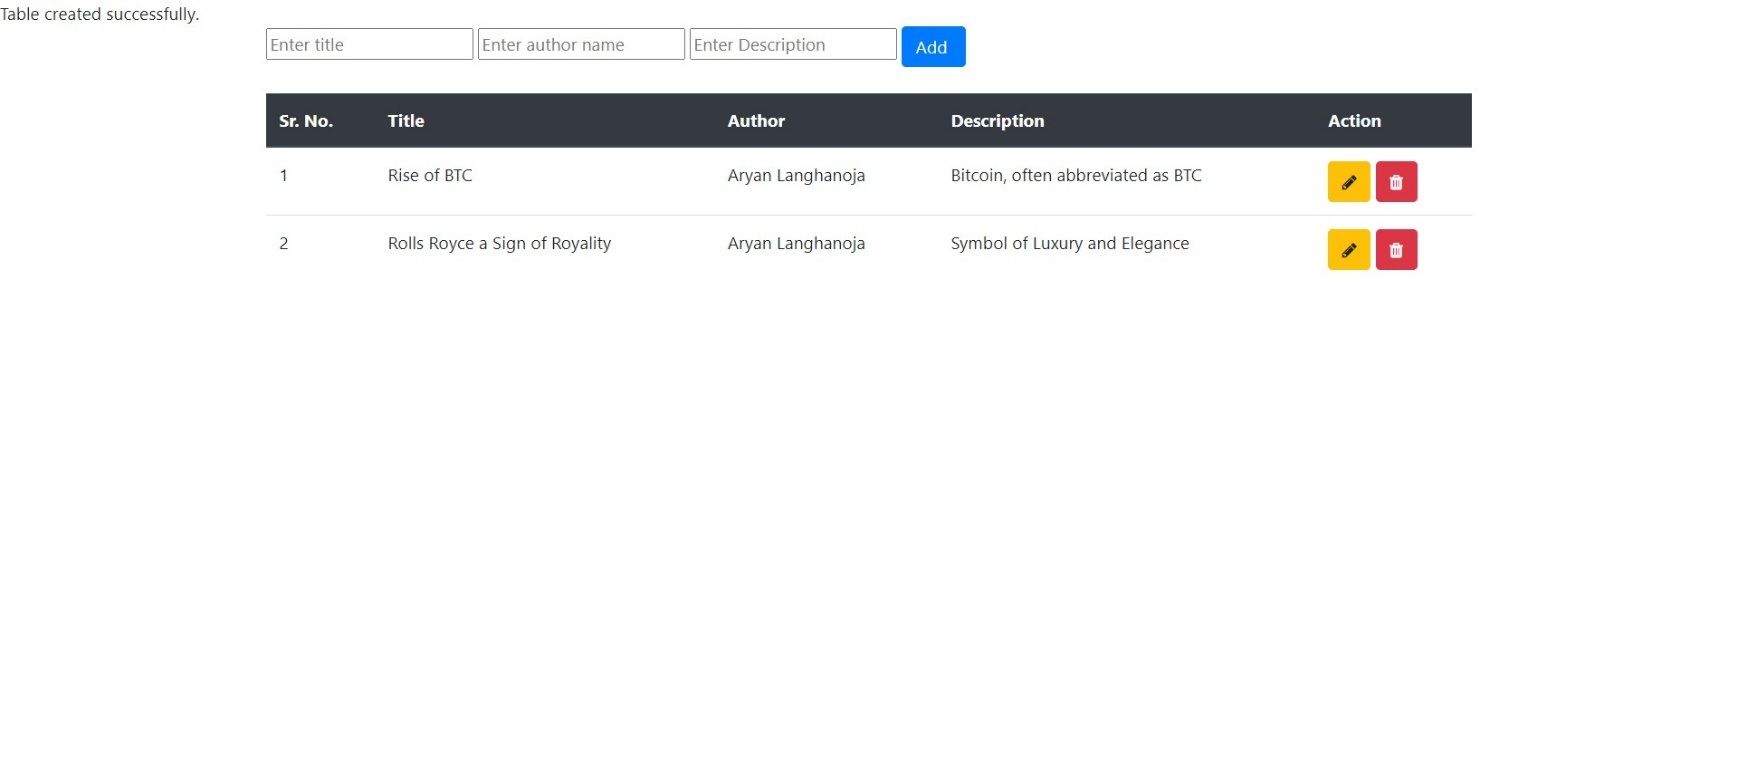 Table created successfully.
Enter title Enter author name Enter Description Add
Sr. No. Title Author Description Action
1 Rise of BTC Aryan Langhanoja Bitcoin, often abbreviated as BTC
2 Rolls Royce a Sign of Royality Aryan Langhanoja Symbol of Luxury and Elegance